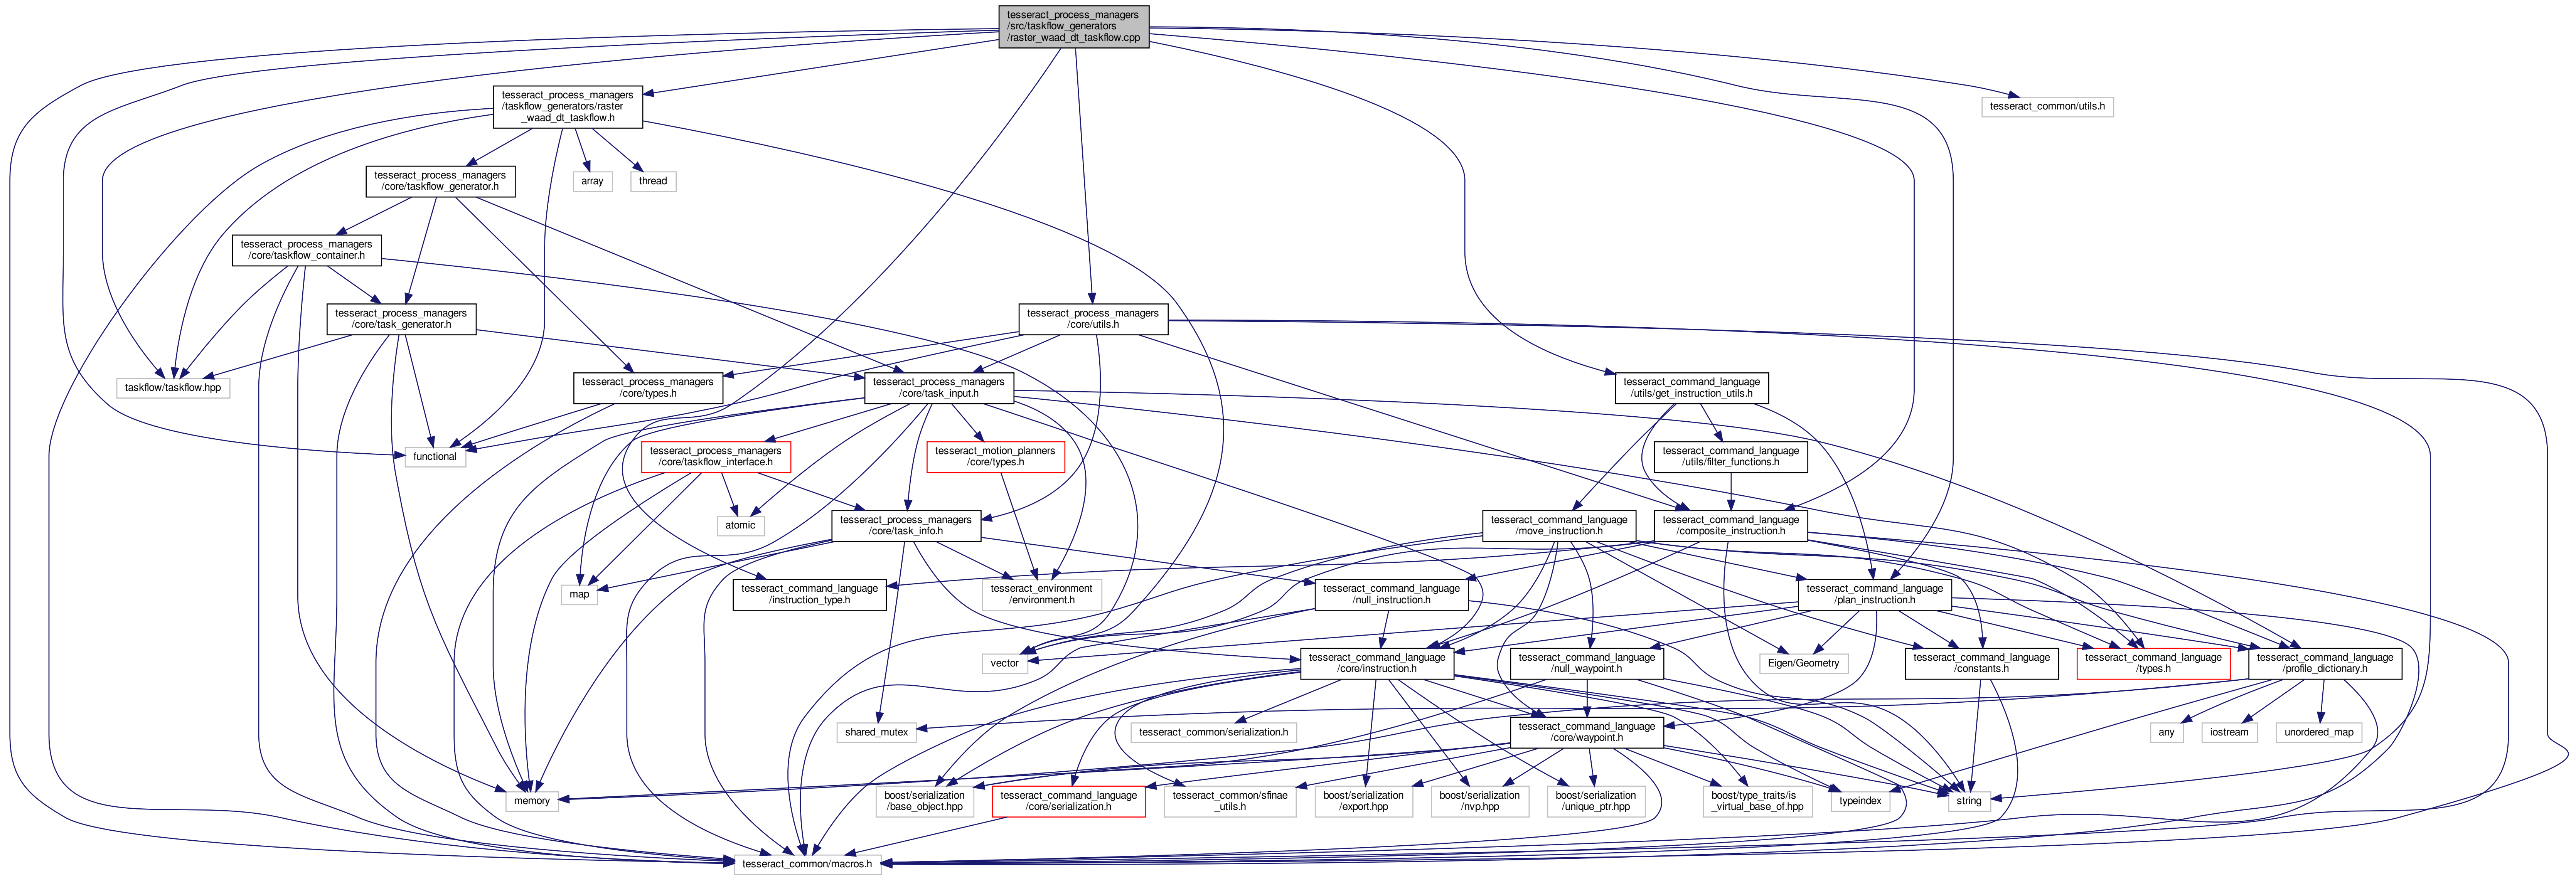 tesseract_process_managers
/src/taskflow_generators
/raster_waad_dt_taskflow.cpp
tesseract_process_managers
/taskflow_generators/raster
_waad_dt_taskflow.h
tesseract_common/utils.h
tesseract_process_managers
/core/taskflow_generator.h
array
thread
tesseract_process_managers
/core/taskflow_container.h
tesseract_process_managers
/core/task_generator.h
tesseract_process_managers
/core/utils.h
taskflow/taskflow.hpp
tesseract_process_managers
/core/types.h
tesseract_process_managers
/core/task_input.h
tesseract_command_language
/utils/get_instruction_utils.h
functional
tesseract_process_managers
/core/taskflow_interface.h
tesseract_motion_planners
/core/types.h
tesseract_command_language
/utils/filter_functions.h
atomic
tesseract_process_managers
/core/task_info.h
tesseract_command_language
/move_instruction.h
tesseract_command_language
/composite_instruction.h
map
tesseract_command_language
/instruction_type.h
tesseract_environment
/environment.h
tesseract_command_language
/null_instruction.h
tesseract_command_language
/plan_instruction.h
vector
tesseract_command_language
/core/instruction.h
tesseract_command_language
/null_waypoint.h
Eigen/Geometry
tesseract_command_language
/constants.h
tesseract_command_language
/types.h
tesseract_command_language
/profile_dictionary.h
shared_mutex
tesseract_common/serialization.h
tesseract_command_language
/core/waypoint.h
any
iostream
unordered_map
memory
boost/serialization
/base_object.hpp
tesseract_command_language
/core/serialization.h
tesseract_common/sfinae
_utils.h
boost/serialization
/export.hpp
boost/serialization
/nvp.hpp
boost/serialization
/unique_ptr.hpp
boost/type_traits/is
_virtual_base_of.hpp
typeindex
string
tesseract_common/macros.h